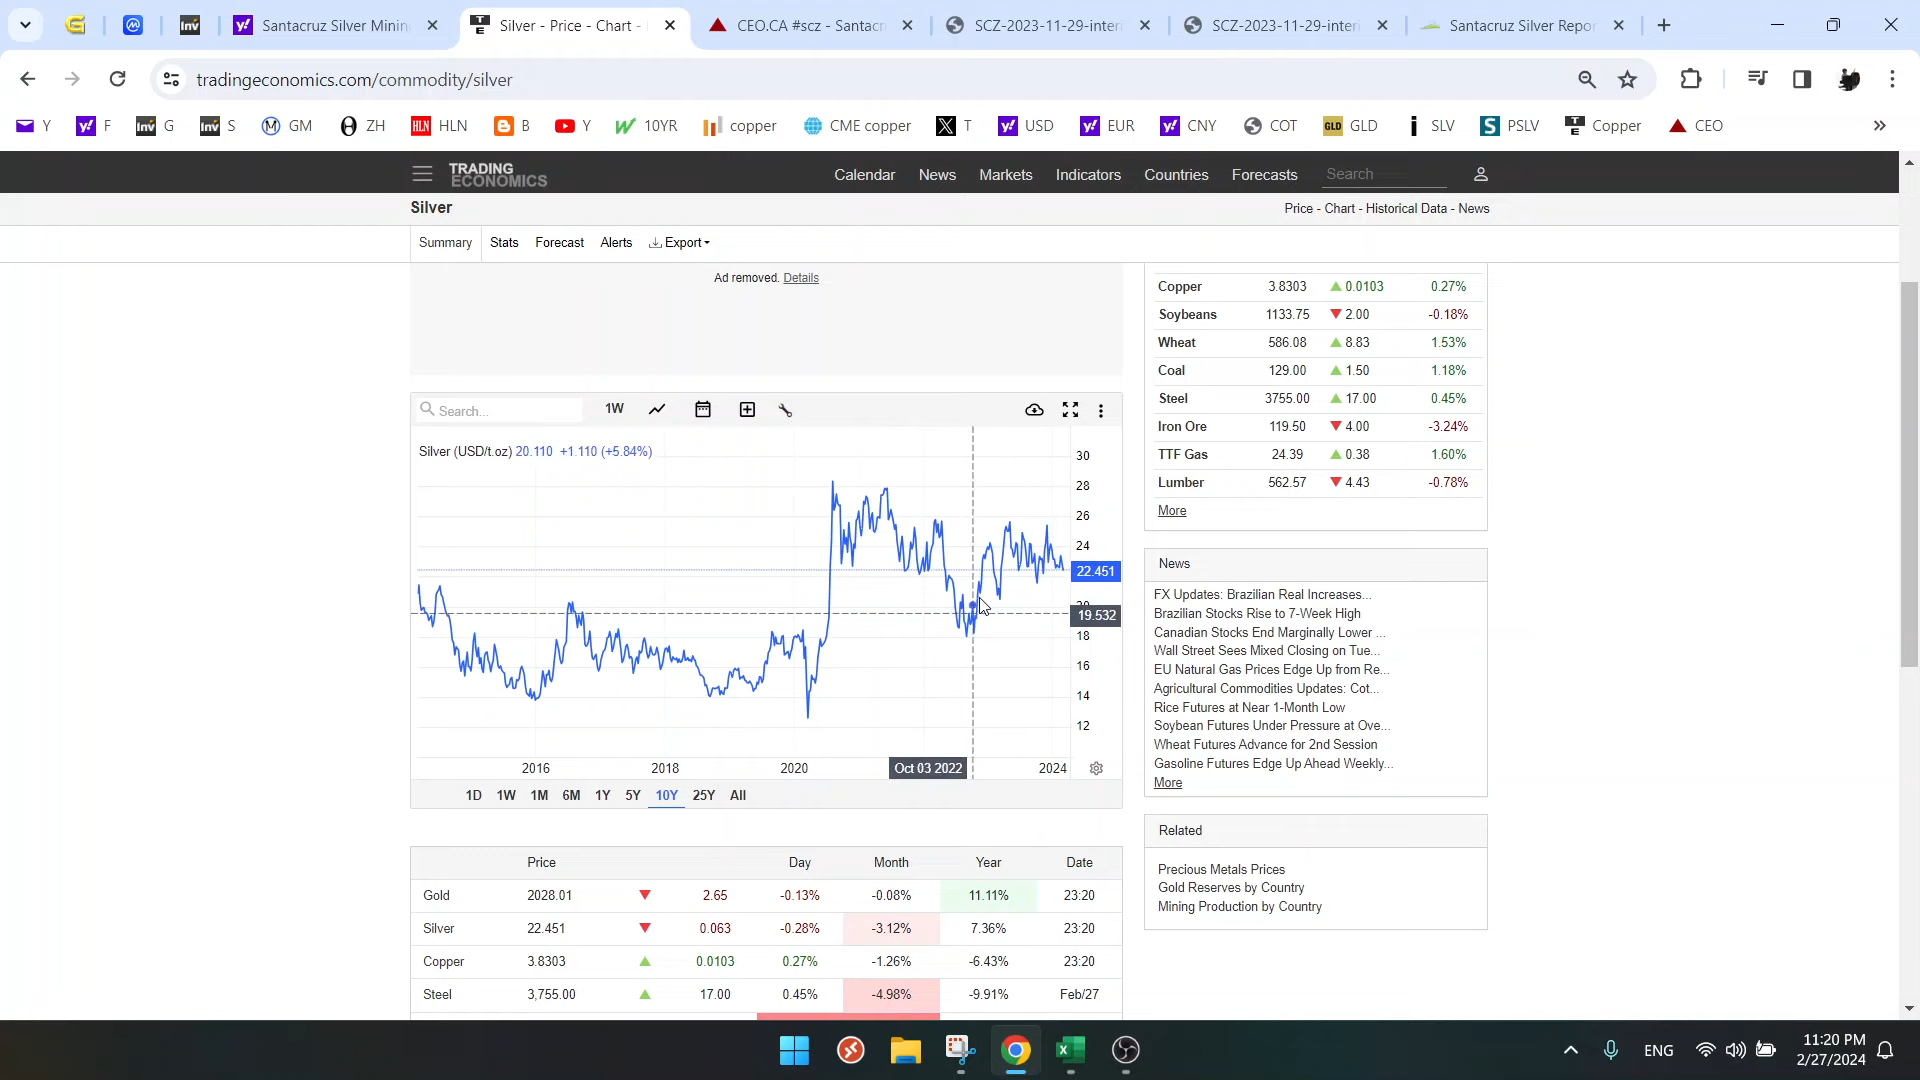 Santacruz Silver Minin
Silver - Price - Chart -
CEO.CA #scz - Santacr
SCZ-2023-11-29-interi
SCZ-2023-11-29-interi
Santacruz Silver Repor
tradingeconomics.com/commodity/silver
Y F G S GM ZH HLN B Y 10YR copper CME copper T USD EUR CNY COT GLD SLV PSLV Copper CEO
TRADING
ECONOMICS
Calendar News Markets Indicators Countries Forecasts Search
Silver
Price - Chart - Historical Data - News
Summary Stats Forecast Alerts Export
Ad removed. Details
Search...
1W
Silver (USD/t.oz) 20.110 +1.110 (+5.84%)
30
28
26
24
22.451
19.532
18
16
14
12
2016 2018 2020 Oct 03 2022 2024
1D 1W 1M 6M 1Y 5Y 10Y 25Y All
Price Day Month Year Date
Gold 2028.01 2.65 -0.13% -0.08% 11.11% 23:20
Silver 22.451 0.063 -0.28% -3.12% 7.36% 23:20
Copper 3.8303 0.0103 0.27% -1.26% -6.43% 23:20
Steel 3,755.00 17.00 0.45% -4.98% -9.91% Feb/27
Copper 3.8303 0.0103 0.27%
Soybeans 1133.75 2.00 -0.18%
Wheat 586.08 8.83 1.53%
Coal 129.00 1.50 1.18%
Steel 3755.00 17.00 0.45%
Iron Ore 119.50 4.00 -3.24%
TTF Gas 24.39 0.38 1.60%
Lumber 562.57 4.43 -0.78%
More
News
FX Updates: Brazilian Real Increases...
Brazilian Stocks Rise to 7-Week High
Canadian Stocks End Marginally Lower ...
Wall Street Sees Mixed Closing on Tue...
EU Natural Gas Prices Edge Up from Re...
Agricultural Commodities Updates: Cot...
Rice Futures at Near 1-Month Low
Soybean Futures Under Pressure at Ove...
Wheat Futures Advance for 2nd Session
Gasoline Futures Edge Up Ahead Weekly...
More
Related
Precious Metals Prices
Gold Reserves by Country
Mining Production by Country
ENG
11:20 PM
2/27/2024